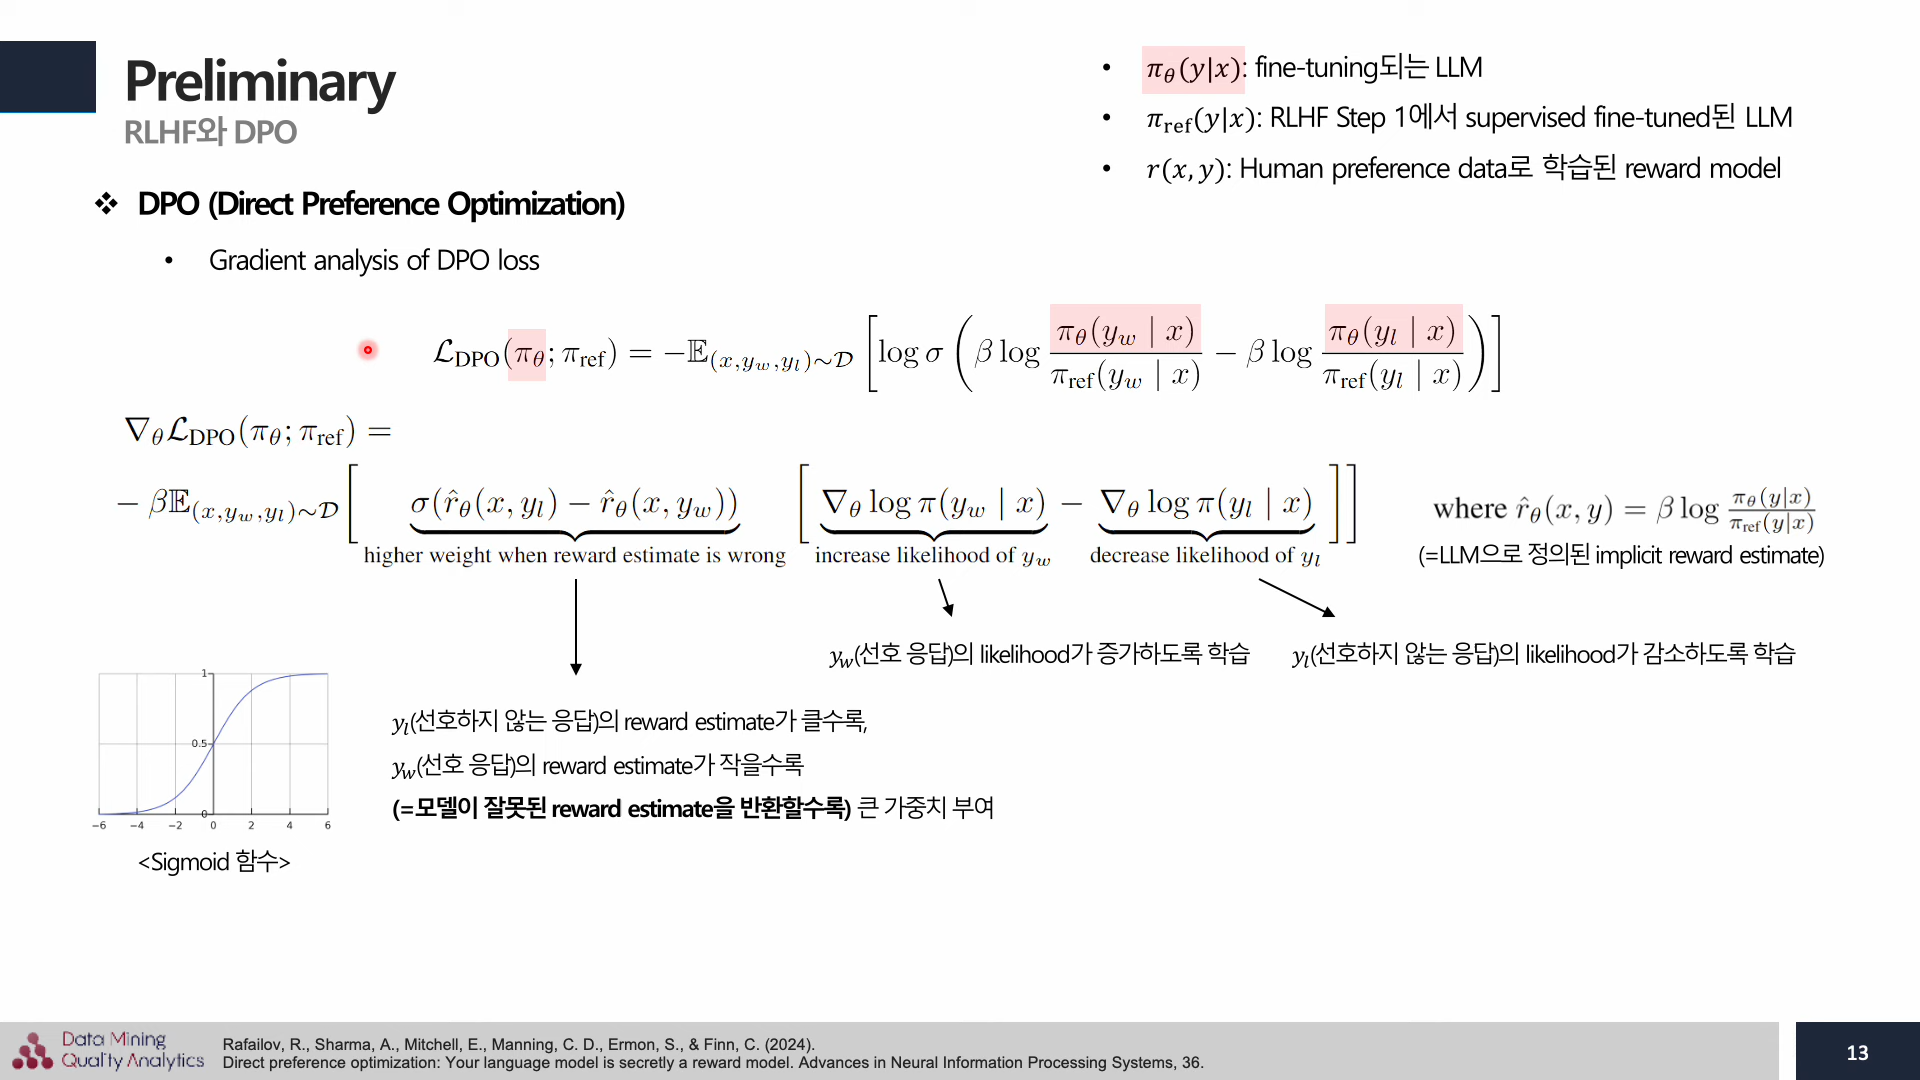 Preliminary
RLHF와 DPO
• π_θ(y|x): fine-tuning되는 LLM
• π_ref(y|x): RLHF Step 1에서 supervised fine-tuned된 LLM
• r(x, y): Human preference data로 학습된 reward model
❖ DPO (Direct Preference Optimization)
• Gradient analysis of DPO loss
ℒ_DPO(π_θ; π_ref) = −𝔼_(x,y_w,y_l)∼𝒟 [log σ (β log π_θ(y_w | x) / π_ref(y_w | x) − β log π_θ(y_l | x) / π_ref(y_l | x))]
∇_θ ℒ_DPO(π_θ; π_ref) =
− β𝔼_(x,y_w,y_l)∼𝒟 [ σ(r̂_θ(x, y_l) − r̂_θ(x, y_w)) [ ∇_θ log π(y_w | x) − ∇_θ log π(y_l | x) ] ]
higher weight when reward estimate is wrong
increase likelihood of y_w
decrease likelihood of y_l
where r̂_θ(x, y) = β log π_θ(y|x) / π_ref(y|x)
(=LLM으로 정의된 implicit reward estimate)
y_w(선호 응답)의 likelihood가 증가하도록 학습
y_l(선호하지 않는 응답)의 likelihood가 감소하도록 학습
y_l(선호하지 않는 응답)의 reward estimate가 클수록,
y_w(선호 응답)의 reward estimate가 작을수록
(=모델이 잘못된 reward estimate을 반환할수록) 큰 가중치 부여
1
0.5
0
−6 −4 −2 0 2 4 6
<Sigmoid 함수>
Data Mining
Quality Analytics
Rafailov, R., Sharma, A., Mitchell, E., Manning, C. D., Ermon, S., & Finn, C. (2024).
Direct preference optimization: Your language model is secretly a reward model. Advances in Neural Information Processing Systems, 36.
13